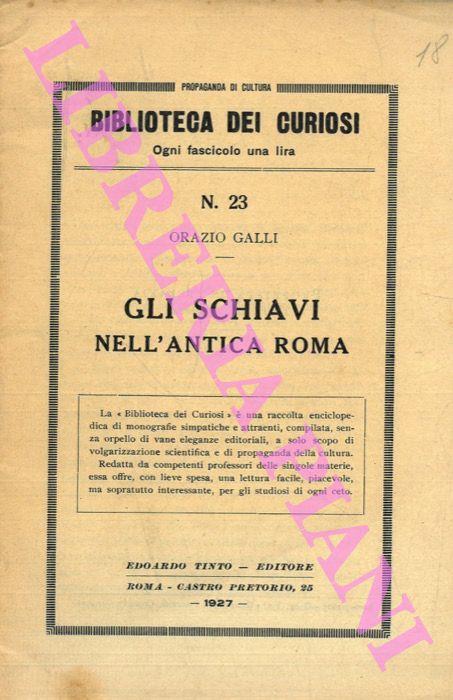 18
PROPAGANDA DI CULTURA
BIBLIOTECA DEI CURIOSI
Ogni fascicolo una lira
N. 23
ORAZIO GALLI
GLI SCHIAVI
NELL'ANTICA ROMA
La « Biblioteca dei Curiosi » è una raccolta enciclope-
dica di monografie simpatiche e attraenti, compilata, sen-
za orpello di vane eleganze editoriali, a solo scopo di
volgarizzazione scientifica e di propaganda della cultura.
Redatta da competenti professori delle singole materie,
essa offre, con lieve spesa, una lettura facile, piacevole,
ma sopratutto interessante, per gli studiosi di ogni ceto.
EDOARDO TINTO — EDITORE
ROMA - CASTRO PRETORIO, 25
— 1927 —
LIBRERIA PIANI